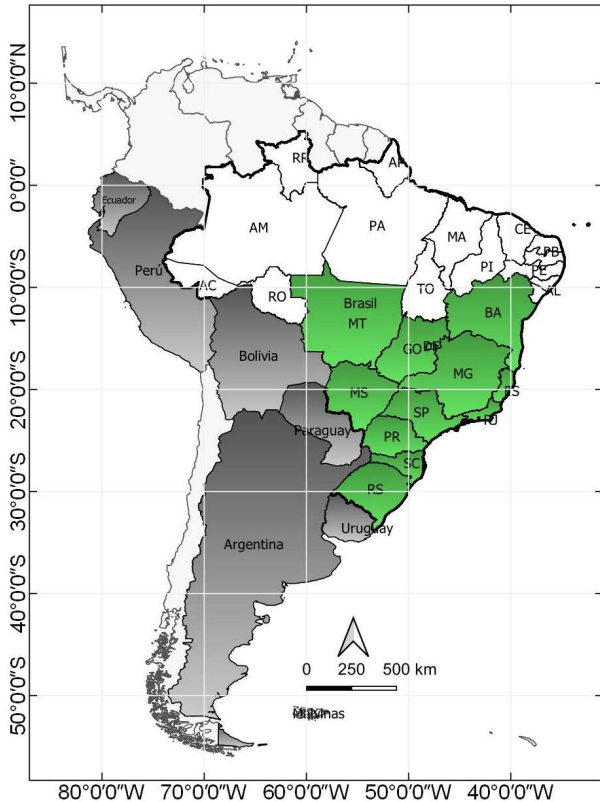 10°0'0"N
0°0'0"
10°0'0"S
20°0'0"S
30°0'0"S
40°0'0"S
50°0'0"S
RR
AP
Ecuador
AM
PA
MA
CE
PB
PE
AL
PI
Perú
AC
RO
TO
Brasil
MT
BA
GO
DF
Bolivia
MG
MS
ES
SP
RJ
Paraguay
PR
SC
RS
Uruguay
Argentina
0 250 500 km
80°0'0"W 70°0'0"W 60°0'0"W 50°0'0"W 40°0'0"W